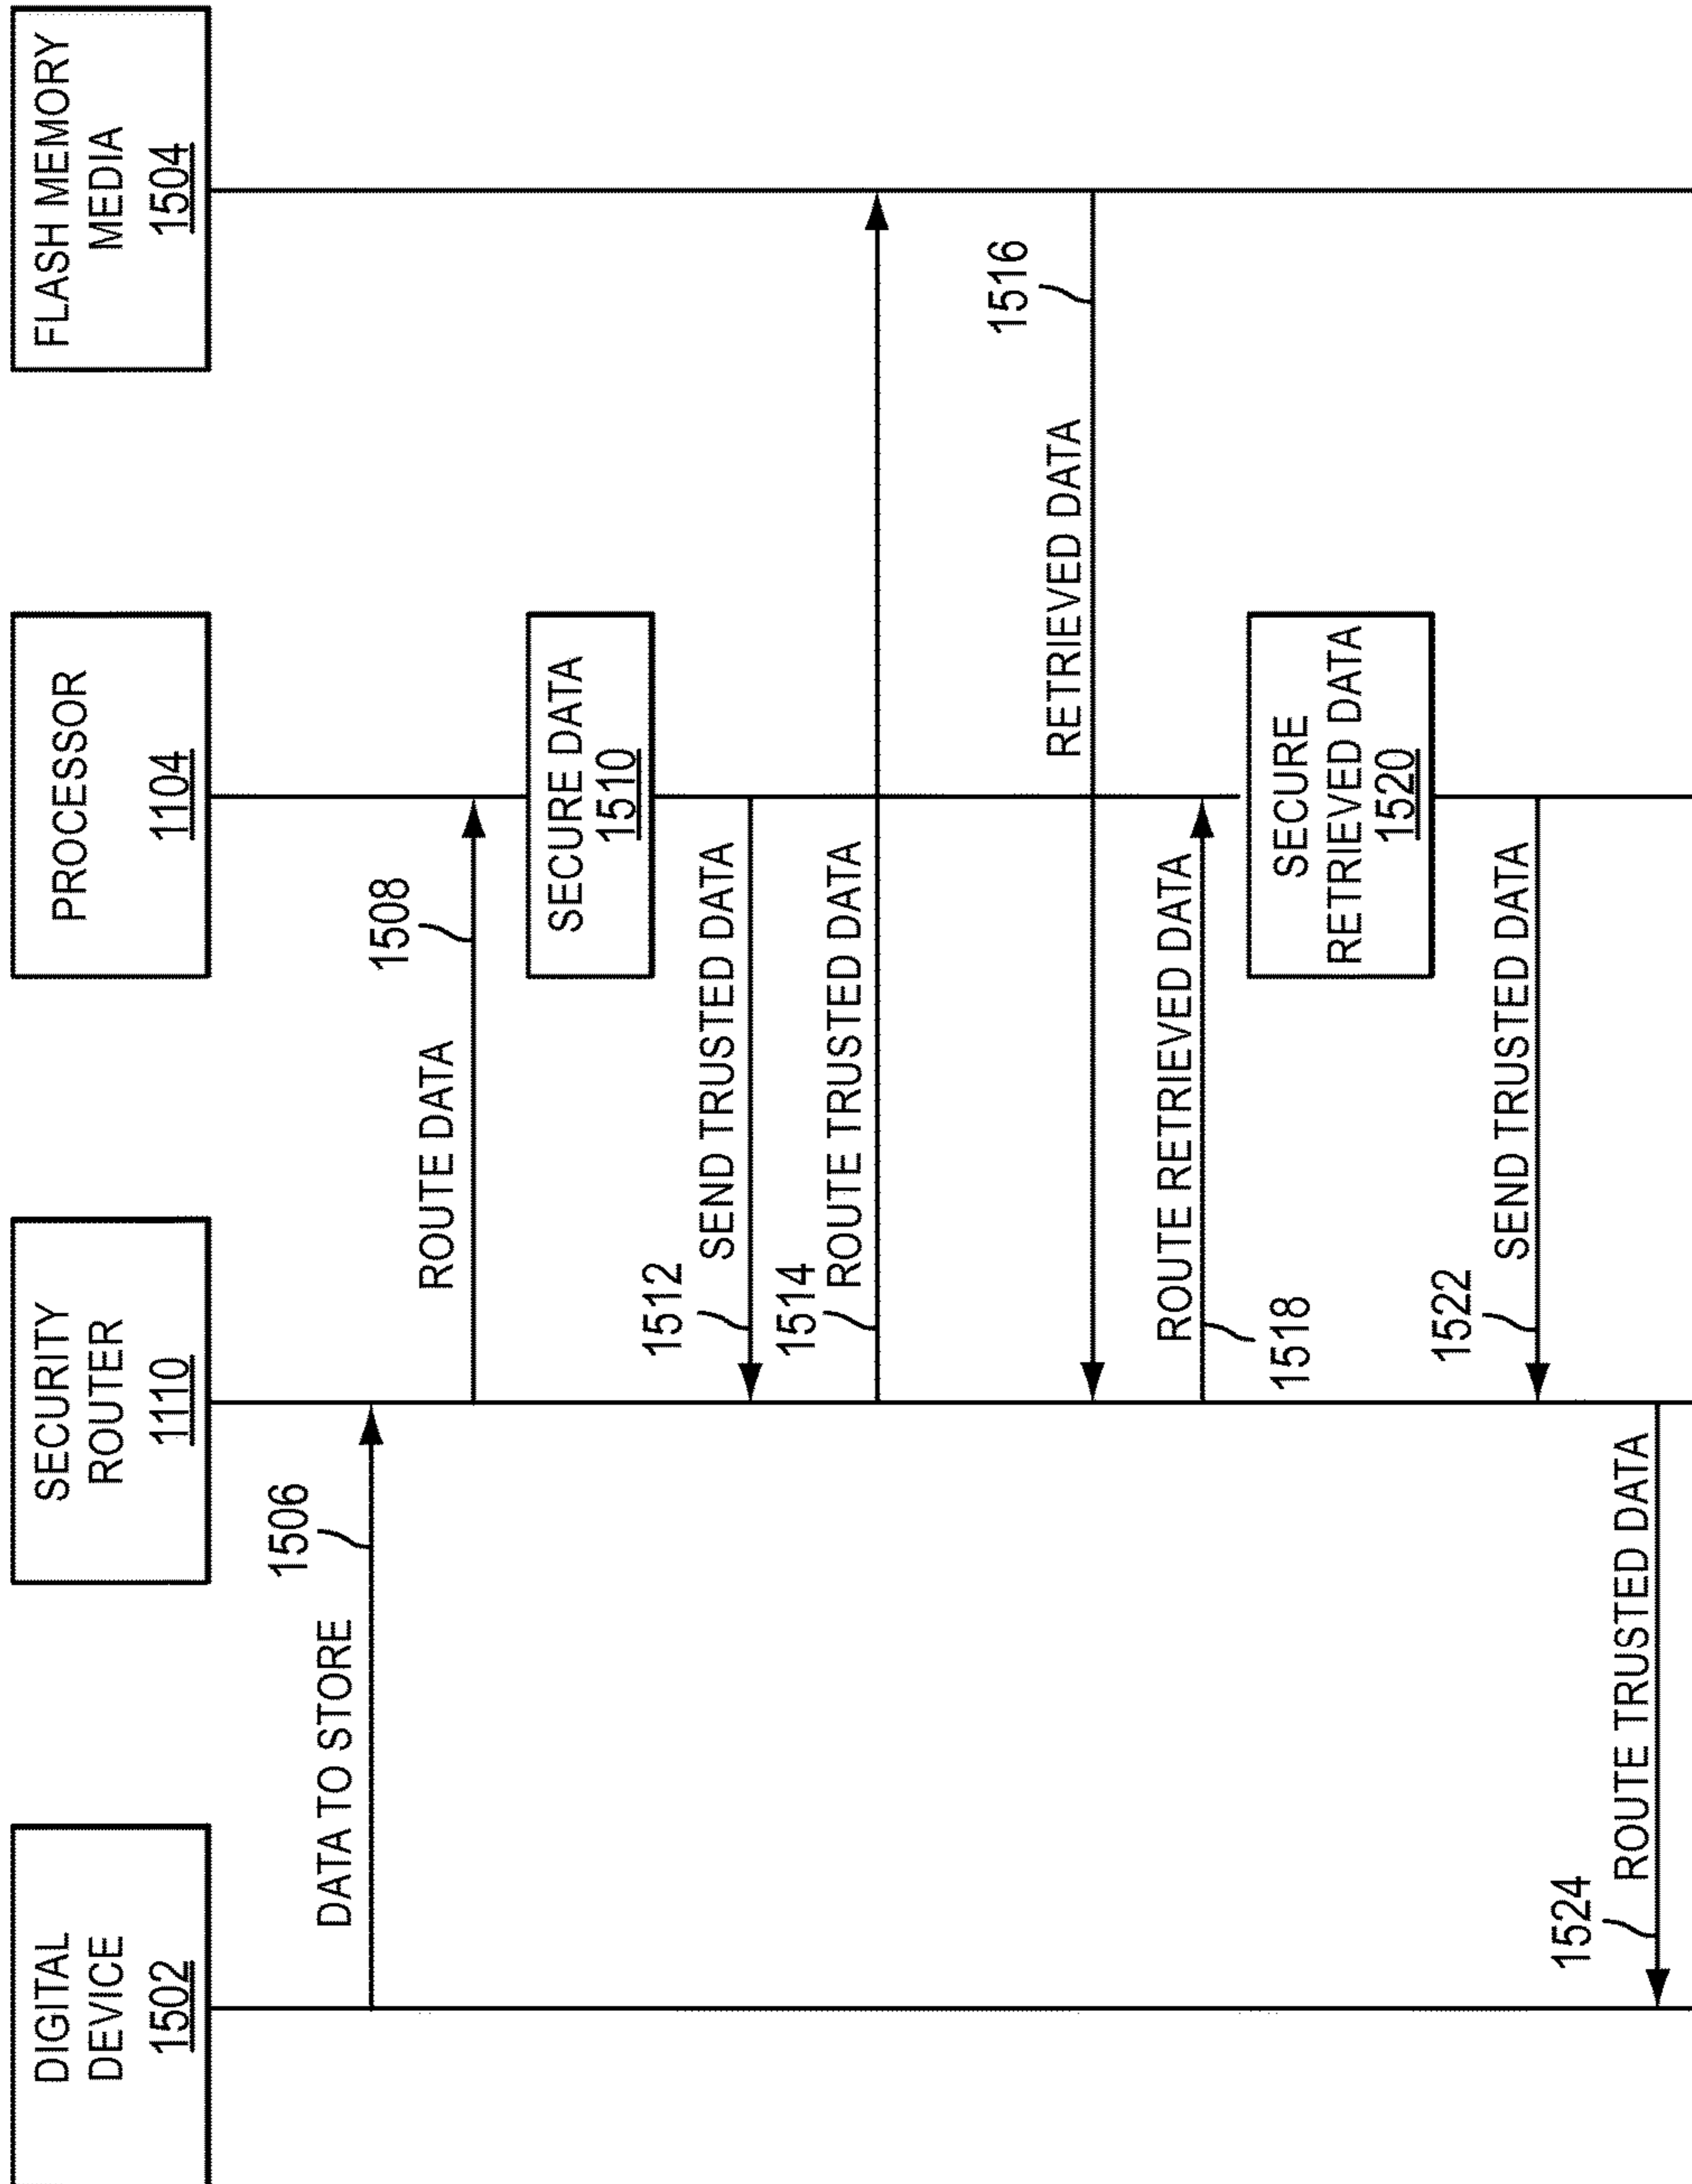 DIGITAL
DEVICE
1502
SECURITY
ROUTER
1110
PROCESSOR
1104
FLASH MEMORY
MEDIA
1504
1506
DATA TO STORE
1508
ROUTE DATA
SECURE DATA
1510
1512
SEND TRUSTED DATA
1514
ROUTE TRUSTED DATA
1516
RETRIEVED DATA
ROUTE RETRIEVED DATA
1518
SECURE
RETRIEVED DATA
1520
1522
SEND TRUSTED DATA
1524
ROUTE TRUSTED DATA